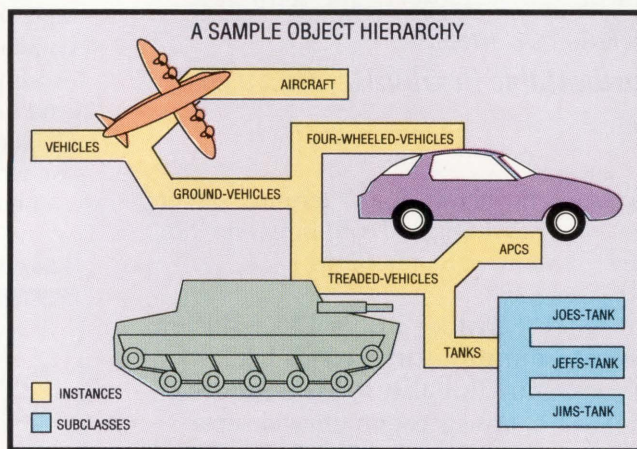 A SAMPLE OBJECT HIERARCHY
AIRCRAFT
VEHICLES
FOUR-WHEELED-VEHICLES
GROUND-VEHICLES
APCS
TREADED-VEHICLES
JOES-TANK
TANKS
JEFFS-TANK
JIMS-TANK
INSTANCES
SUBCLASSES